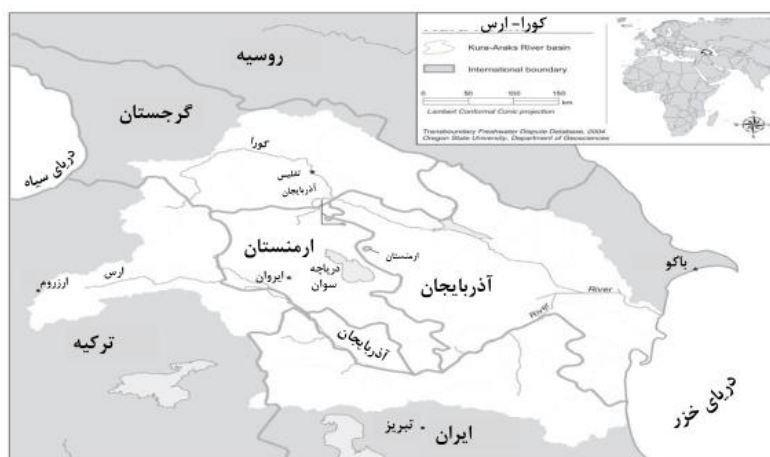 کورا- ارس
Kura-Araks River basin
International boundary
0 50 100 150
km
Lambert Conformal Conic projection
Transboundary Freshwater Dispute Database, 2004
Oregon State University, Department of Geosciences
روسیه
گرجستان
دریای سیاه
کورا
تفلیس
آذربایجان
ارمنستان
ارمنستان
دریاچه
سوان
ایروان
باکو
آذربایجان
River
River
ارس
ارزروم
ترکیه
آذربایجان
دریای خزر
تبریز
ایران